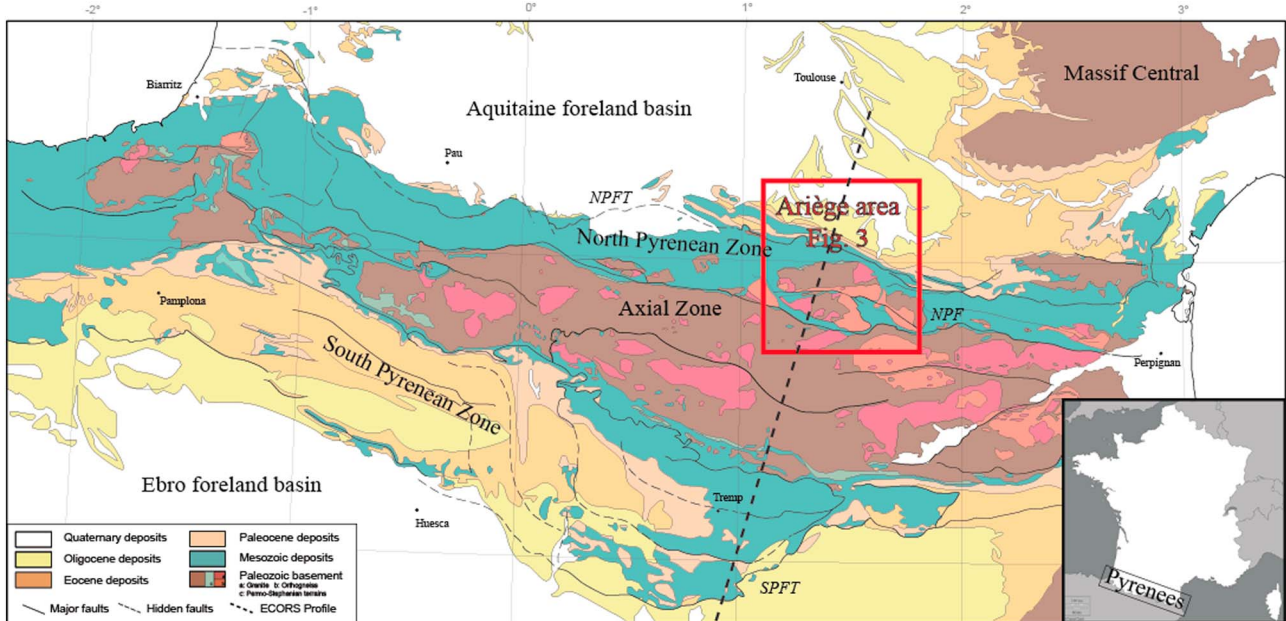 -2°
-1°
0°
1°
2°
3°
Biarritz
Toulouse
Massif Central
Aquitaine foreland basin
Pau
NPFT
Ariège area
Fig. 3
North Pyrenean Zone
Pamplona
Axial Zone
NPF
Perpignan
South Pyrenean Zone
Ebro foreland basin
Huesca
Tremp
SPFT
Quaternary deposits
Oligocene deposits
Eocene deposits
Paleocene deposits
Mesozoic deposits
Paleozoic basement
a: Granite b: Orthogneiss
c: Permo-Stephanian terrains
Major faults
Hidden faults
ECORS Profile
Pyrenees